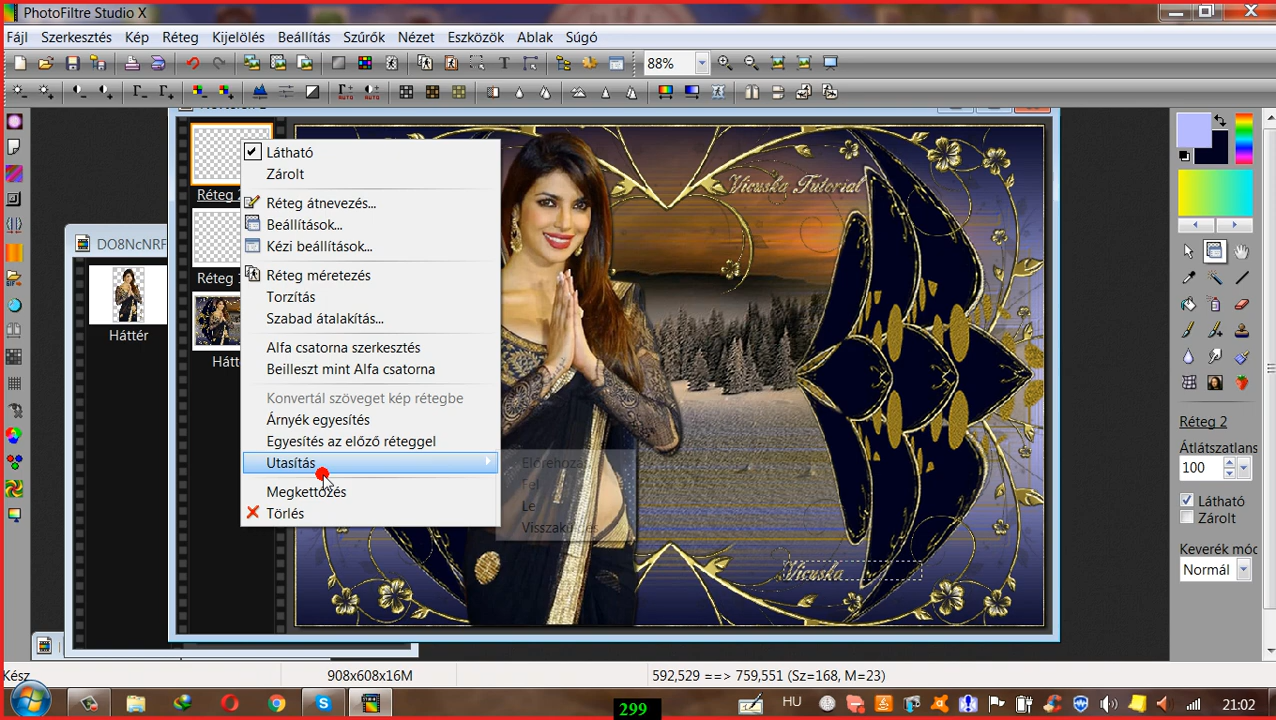 PhotoFiltre Studio X
Fájl Szerkesztés Kép Réteg Kijelölés Beállítás Szűrők Nézet Eszközök Ablak Súgó
88%
DO8NcNRF
Háttér
Réteg 2
Réteg
Hátt
Látható
Zárolt
Réteg átnevezés...
Beállítások...
Kézi beállítások...
Réteg méretezés
Torzítás
Szabad átalakítás...
Alfa csatorna szerkesztés
Beilleszt mint Alfa csatorna
Konvertál szöveget kép rétegbe
Árnyék egyesítés
Egyesítés az előző réteggel
Utasítás
Megkettőzés
Törlés
Előrehozás
Le
Visszaküldés
Vicuska Tutorial
Vicuska
Réteg 2
Átlátszatlans
100
Látható
Zárolt
Keverék móc
Normál
Kész 908x608x16M 592,529 ==> 759,551 (Sz=168, M=23)
299
HU
21:02